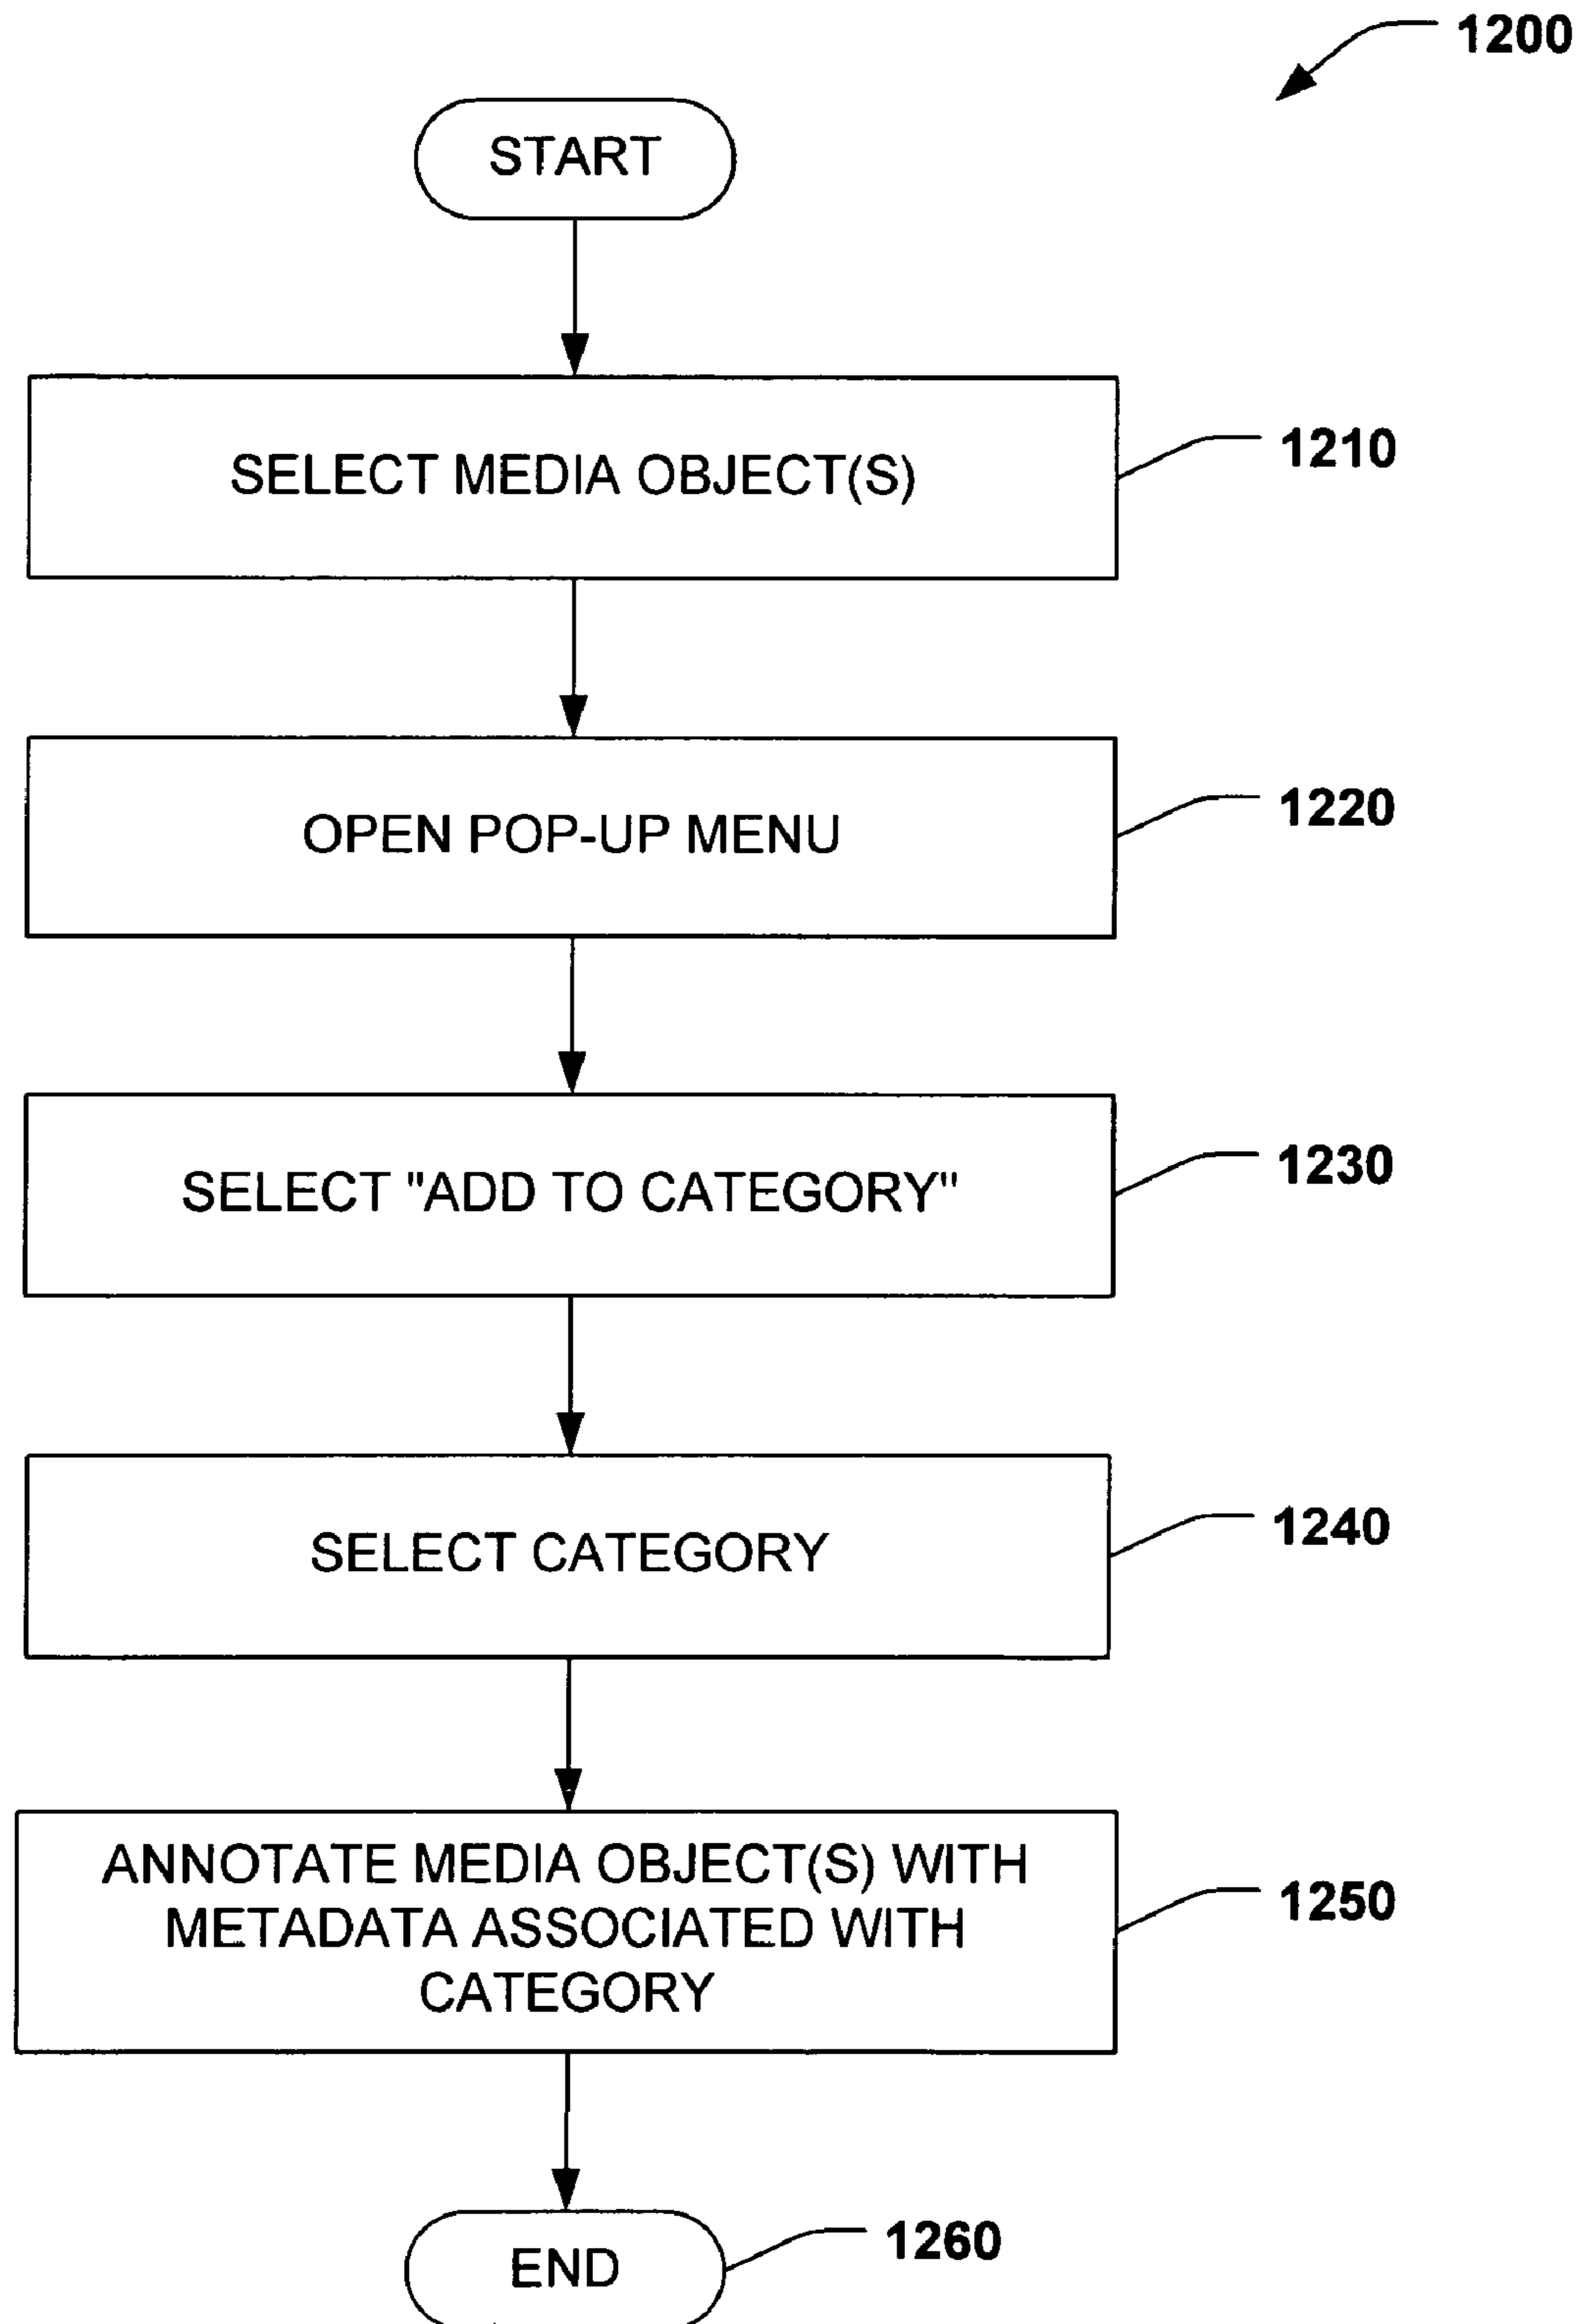 1200
START
SELECT MEDIA OBJECT(S)
1210
OPEN POP-UP MENU
1220
SELECT "ADD TO CATEGORY"
1230
SELECT CATEGORY
1240
ANNOTATE MEDIA OBJECT(S) WITH
METADATA ASSOCIATED WITH
CATEGORY
1250
END
1260